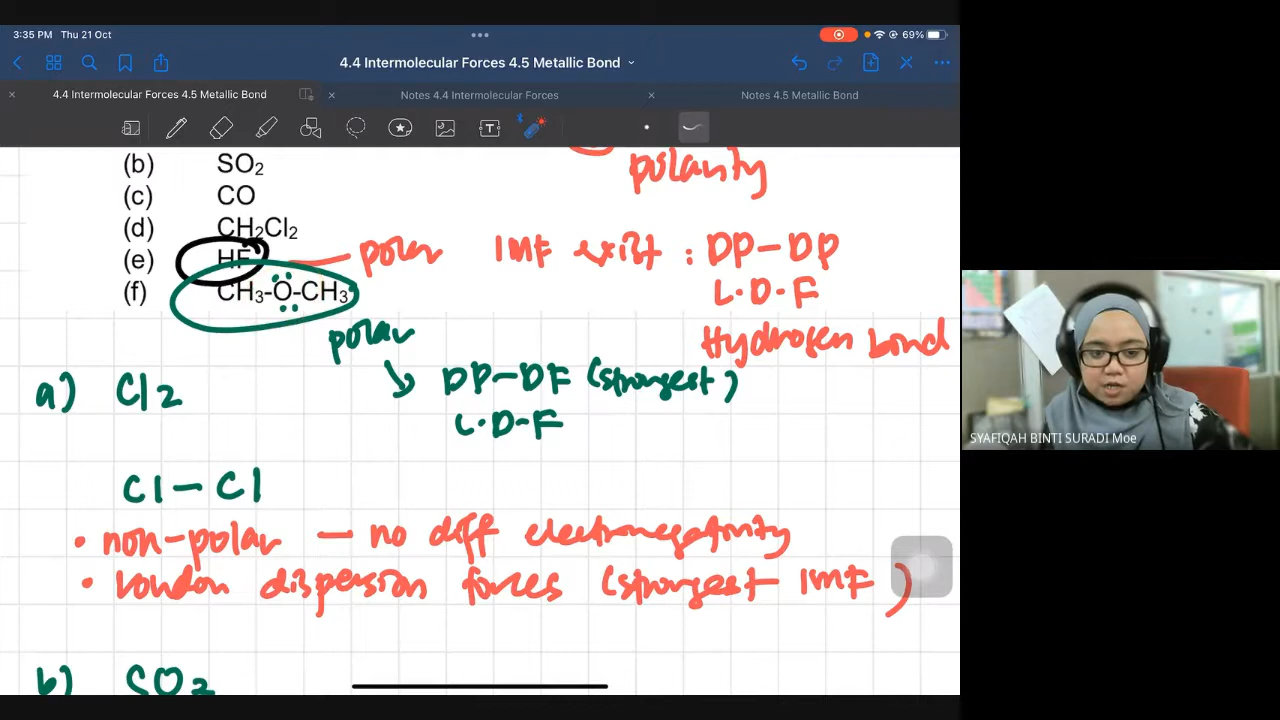 3:35 PM Thu 21 Oct
69%
4.4 Intermolecular Forces 4.5 Metallic Bond
4.4 Intermolecular Forces 4.5 Metallic Bond
Notes 4.4 Intermolecular Forces
Notes 4.5 Metallic Bond
polarity
(b) SO₂
(c) CO
(d) CH₂Cl₂
(e) HF
polar IMF exist : DP-DP
L.D.F
Hydrogen bond
(f) CH₃-O-CH₃
polar
DP-DF (strongest)
L.D-F
a) Cl2
Cl-Cl
• non-polar - no diff electronegativity
• London dispersion forces (strongest IMF)
b) SO2
SYAFIQAH BINTI SURADI Moe